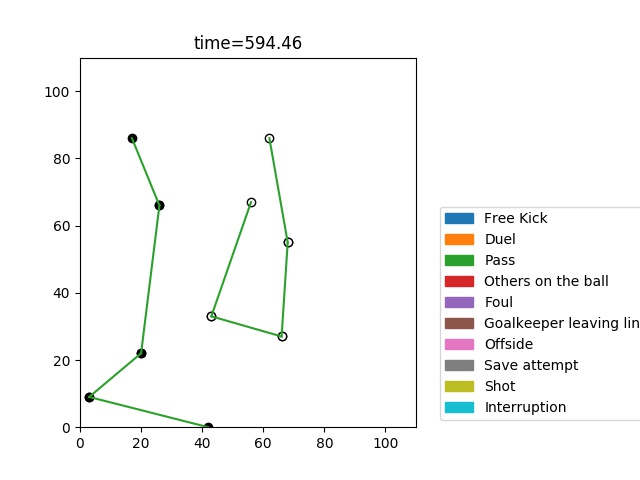 time=594.46
100
80
60
40
20
0
0 20 40 60 80 100
Free Kick
Duel
Pass
Others on the ball
Foul
Goalkeeper leaving lin
Offside
Save attempt
Shot
Interruption